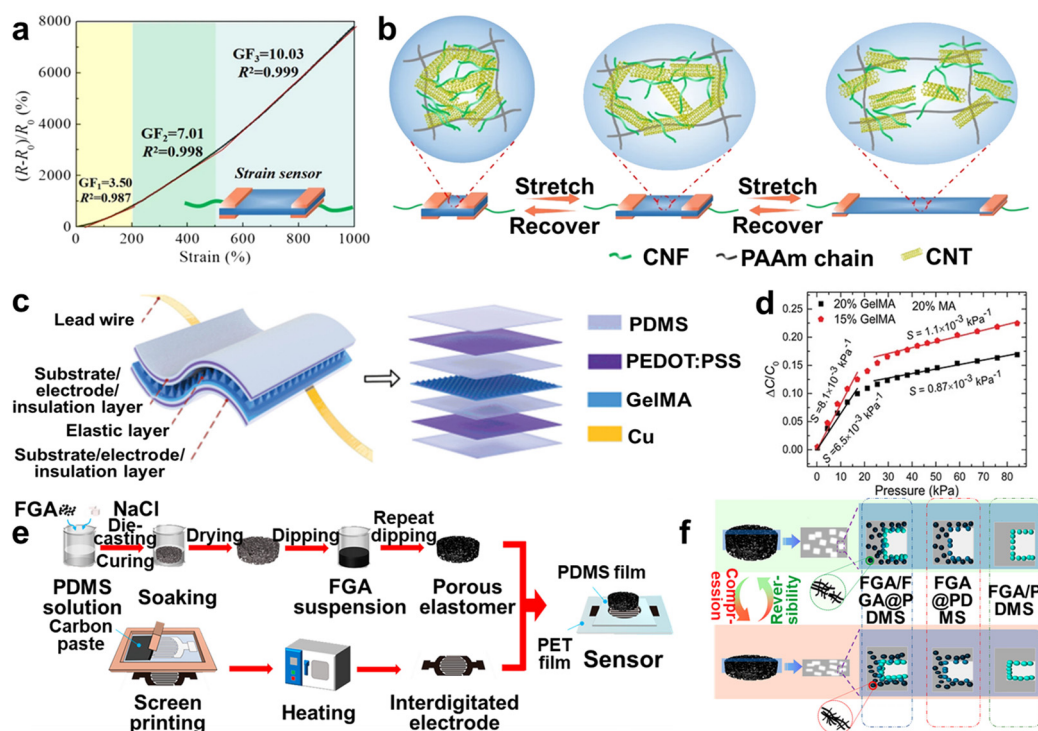 a
8000
6000
4000
2000
0
(R-R0)/R0 (%)
GF3=10.03
R²=0.999
GF2=7.01
R²=0.998
GF1=3.50
R²=0.987
Strain sensor
0 200 400 600 800 1000
Strain (%)
b
Stretch
Recover
Stretch
Recover
CNF
PAAm chain
CNT
c
Lead wire
Substrate/
electrode/
insulation layer
Elastic layer
Substrate/electrode/
insulation layer
PDMS
PEDOT:PSS
GelMA
Cu
d
0.25
0.20
0.15
0.10
0.05
0.00
ΔC/C0
20% GelMA
15% GelMA
20% MA
S = 1.1×10⁻³ kPa⁻¹
S=8.1×10⁻³ kPa⁻¹
S = 0.87×10⁻³ kPa⁻¹
S=6.5×10⁻³ kPa⁻¹
0 10 20 30 40 50 60 70 80
Pressure (kPa)
e
FGA
NaCl
Die-
casting
Curing
Drying
Dipping
Repeat
dipping
PDMS
solution
Soaking
FGA
suspension
Porous
elastomer
Carbon
paste
Screen
printing
Heating
Interdigitated
electrode
PDMS film
PET
film
Sensor
f
Compr-
ession
Rever-
sibility
FGA/F
GA@P
DMS
FGA
@PD
MS
FGA/P
DMS